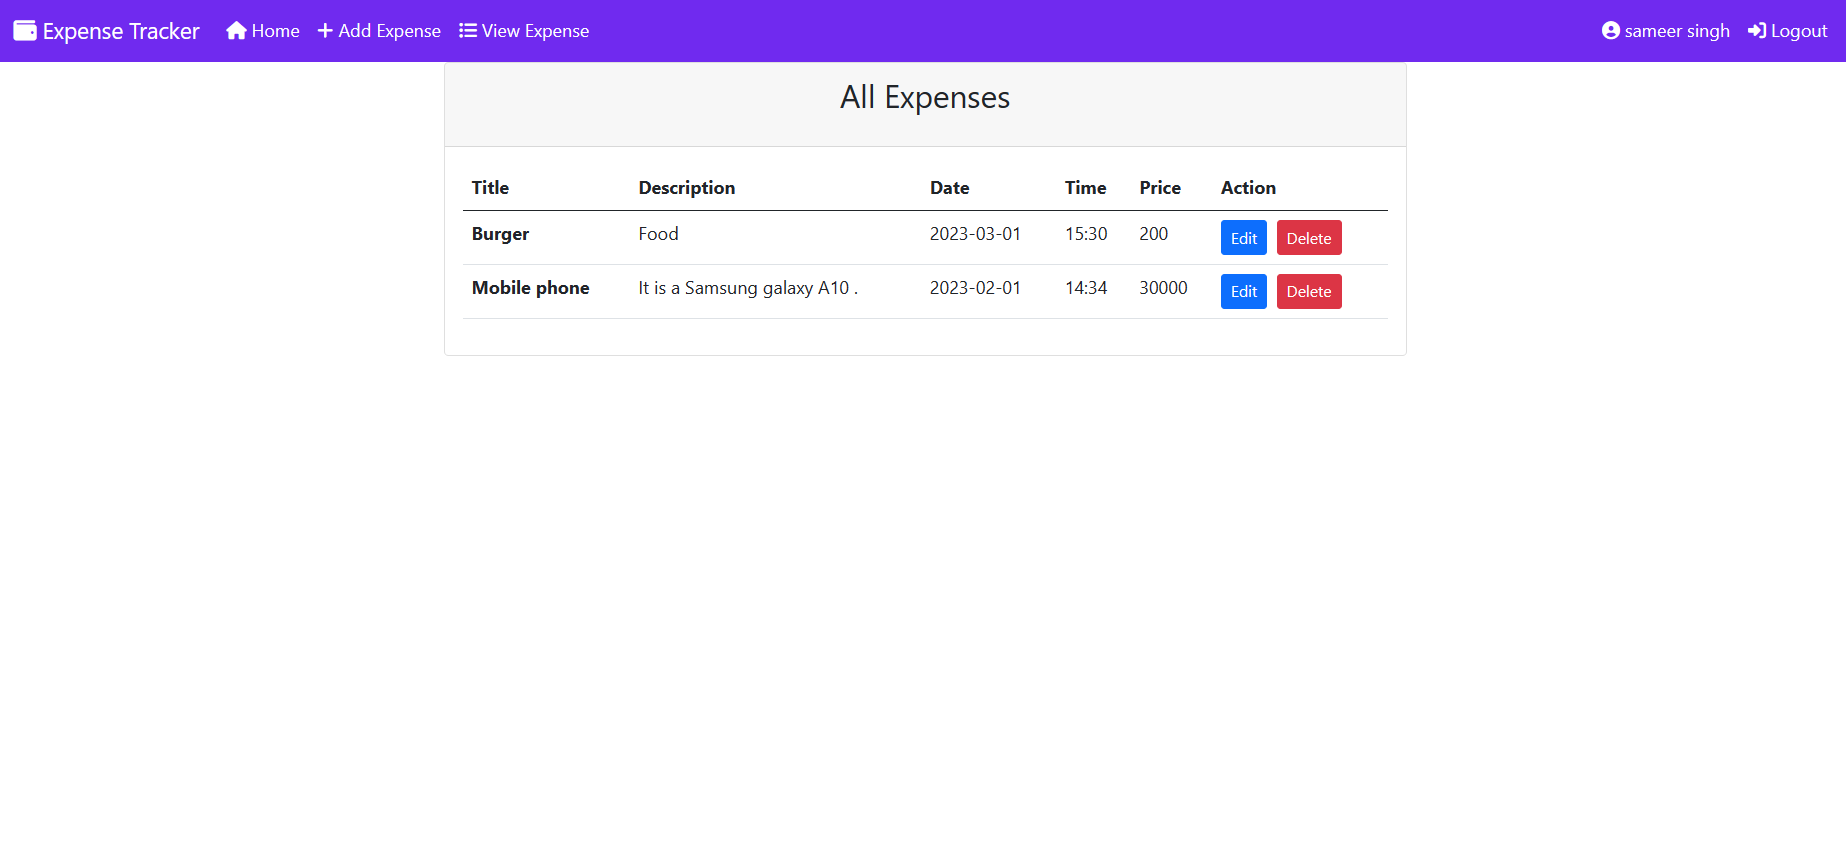 Expense Tracker Home Add Expense View Expense sameer singh Logout
All Expenses
Title Description Date Time Price Action
Burger Food 2023-03-01 15:30 200 Edit Delete
Mobile phone It is a Samsung galaxy A10 . 2023-02-01 14:34 30000 Edit Delete